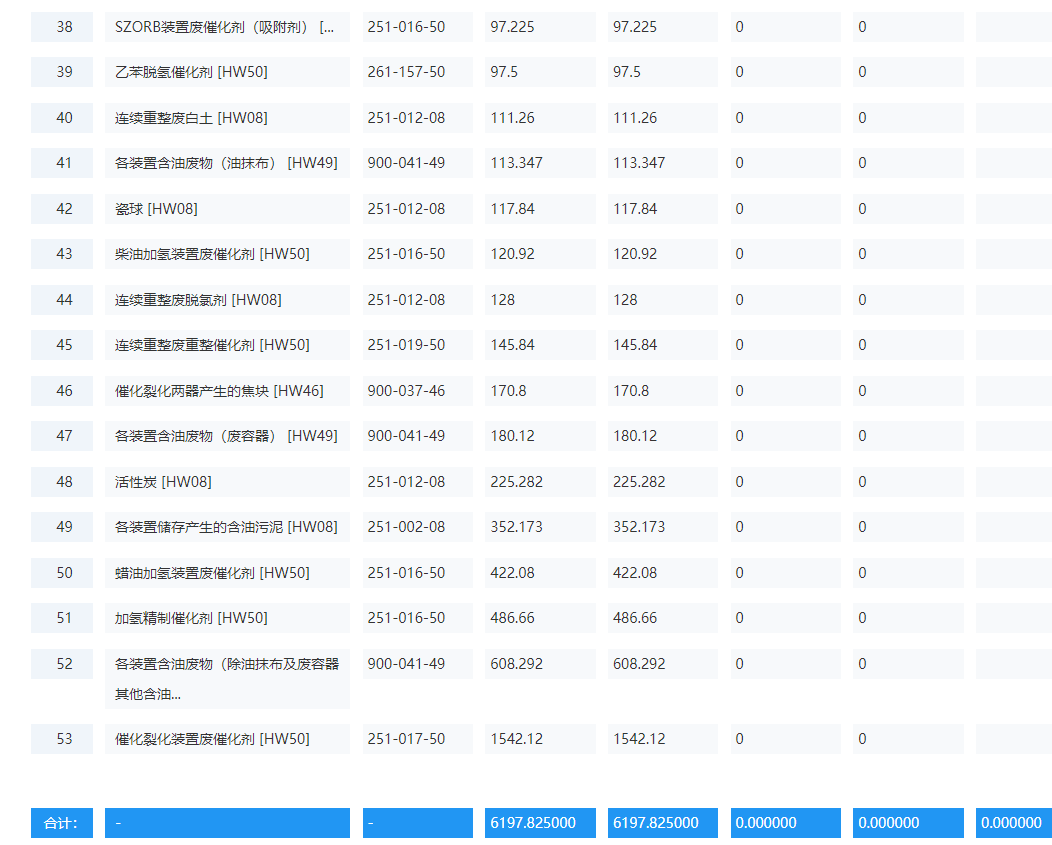 38 SZORB装置废催化剂（吸附剂） [... 251-016-50 97.225 97.225 0 0
39 乙苯脱氢催化剂 [HW50] 261-157-50 97.5 97.5 0 0
40 连续重整废白土 [HW08] 251-012-08 111.26 111.26 0 0
41 各装置含油废物（油抹布） [HW49] 900-041-49 113.347 113.347 0 0
42 瓷球 [HW08] 251-012-08 117.84 117.84 0 0
43 柴油加氢装置废催化剂 [HW50] 251-016-50 120.92 120.92 0 0
44 连续重整废脱氯剂 [HW08] 251-012-08 128 128 0 0
45 连续重整废重整催化剂 [HW50] 251-019-50 145.84 145.84 0 0
46 催化裂化两器产生的焦块 [HW46] 900-037-46 170.8 170.8 0 0
47 各装置含油废物（废容器） [HW49] 900-041-49 180.12 180.12 0 0
48 活性炭 [HW08] 251-012-08 225.282 225.282 0 0
49 各装置储存产生的含油污泥 [HW08] 251-002-08 352.173 352.173 0 0
50 蜡油加氢装置废催化剂 [HW50] 251-016-50 422.08 422.08 0 0
51 加氢精制催化剂 [HW50] 251-016-50 486.66 486.66 0 0
52 各装置含油废物（除油抹布及废容器 900-041-49 608.292 608.292 0 0
其他含油...
53 催化裂化装置废催化剂 [HW50] 251-017-50 1542.12 1542.12 0 0
合计： - - 6197.825000 6197.825000 0.000000 0.000000 0.000000